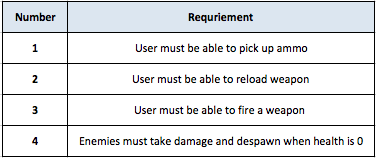 Number Requriement
1 User must be able to pick up ammo
2 User must be able to reload weapon
3 User must be able to fire a weapon
4 Enemies must take damage and despawn when health is 0